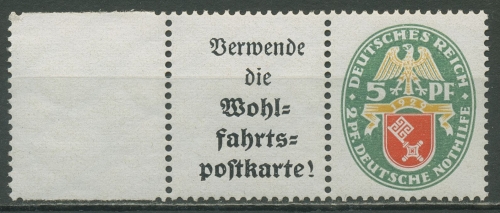 Verwende
die
Wohl-
fahrts-
postkarte!
DEUTSCHES REICH
5 PF
1929
2 PF. DEUTSCHE NOTHILFE